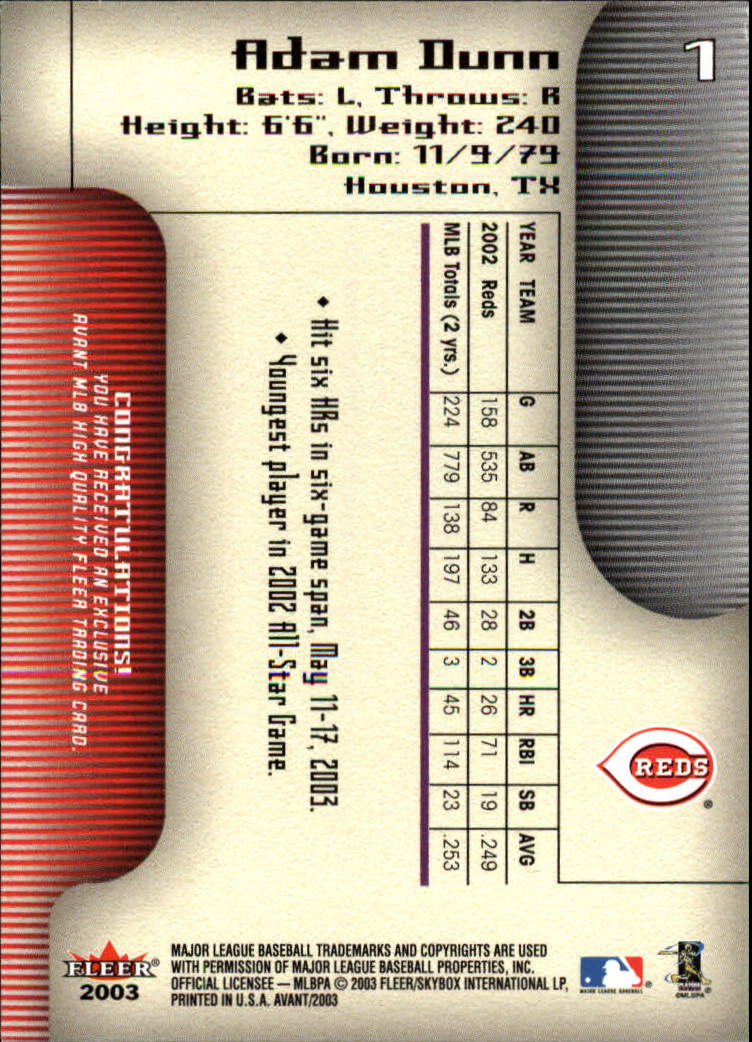 1
Adam Dunn
Bats: L, Throws: R
Height: 6'6", Weight: 240
Born: 11/9/79
Houston, TX
YEAR TEAM G AB R H 2B 3B HR RBI SB AVG
2002 Reds 158 535 84 133 28 2 26 71 19 .249
MLB Totals (2 yrs.) 224 779 138 197 46 3 45 114 23 .253
♦ Hit six HRs in six-game span, May 11-17, 2003.
♦ Youngest player in 2002 All-Star Game.
REDS®
CONGRATULATIONS!
YOU HAVE RECEIVED AN EXCLUSIVE
AVANT MLB HIGH QUALITY FLEER TRADING CARD.
FLEER®
2003
MAJOR LEAGUE BASEBALL TRADEMARKS AND COPYRIGHTS ARE USED
WITH PERMISSION OF MAJOR LEAGUE BASEBALL PROPERTIES, INC.
OFFICIAL LICENSEE — MLBPA © 2003 FLEER/SKYBOX INTERNATIONAL LP,
PRINTED IN U.S.A. AVANT/2003
MAJOR LEAGUE BASEBALL®
©MLBPA